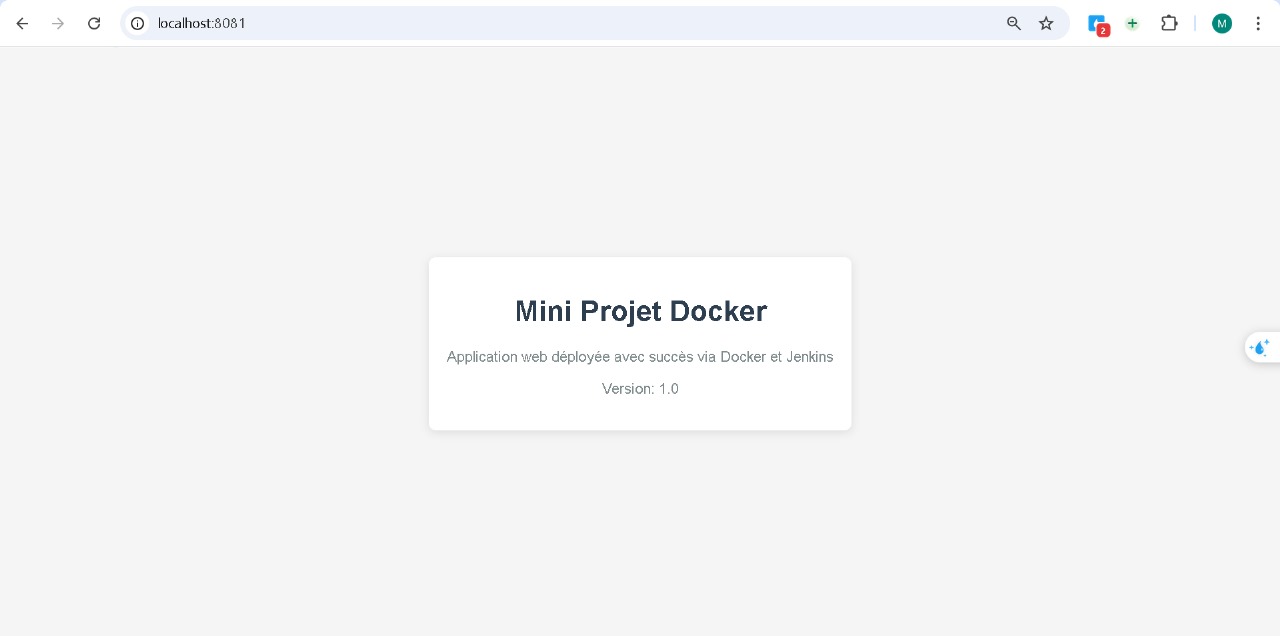 localhost:8081
2
M
Mini Projet Docker
Application web déployée avec succès via Docker et Jenkins
Version: 1.0